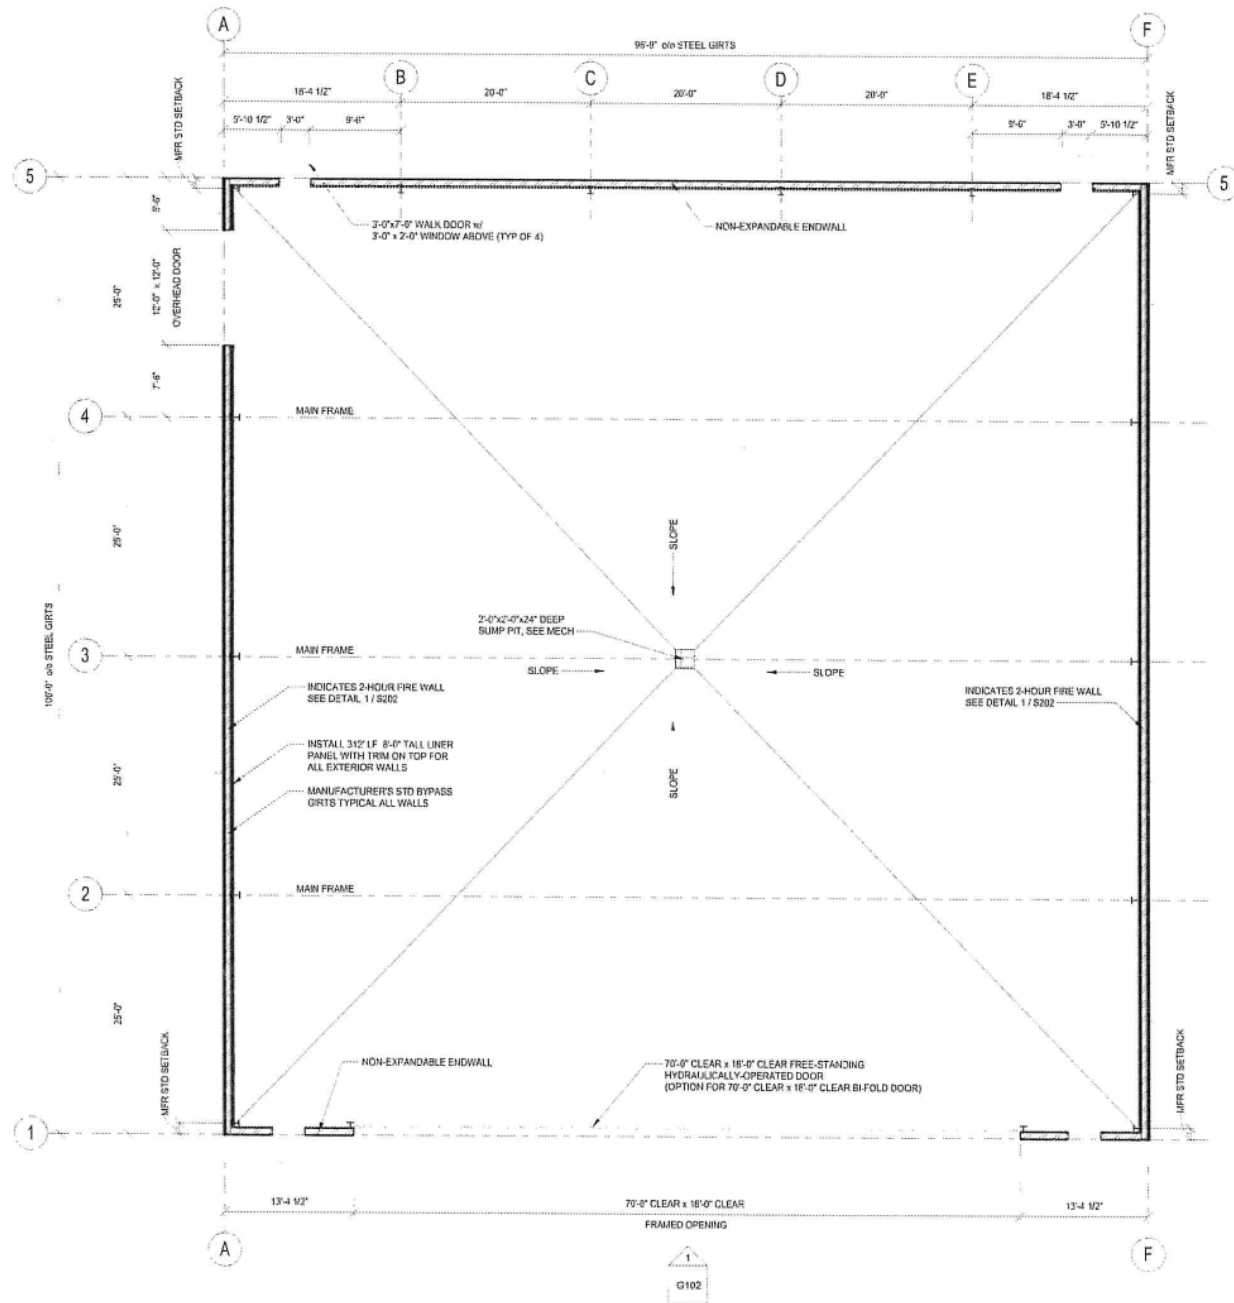 A
F
96'-9" o/o STEEL GIRTS
B
C
D
E
MFR STD SETBACK
18'-4 1/2"
20'-0"
20'-0"
20'-0"
18'-4 1/2"
MFR STD SETBACK
5'-10 1/2"
3'-0"
9'-6"
9'-6"
3'-0"
5'-10 1/2"
5
5
3'-0"x7'-0" WALK DOOR w/
3'-0" x 2'-0" WINDOW ABOVE (TYP OF 4)
NON-EXPANDABLE ENDWALL
25'-0"
12'-0" x 12'-0"
OVERHEAD DOOR
7'-6"
4
MAIN FRAME
25'-0"
SLOPE
2'-0"x2'-0"x24" DEEP
SUMP PIT, SEE MECH
100'-0" o/o STEEL GIRTS
3
MAIN FRAME
SLOPE
SLOPE
INDICATES 2-HOUR FIRE WALL
SEE DETAIL 1 / S202
INDICATES 2-HOUR FIRE WALL
SEE DETAIL 1 / S202
INSTALL 312' LF 8'-0" TALL LINER
PANEL WITH TRIM ON TOP FOR
ALL EXTERIOR WALLS
25'-0"
SLOPE
MANUFACTURER'S STD BYPASS
GIRTS TYPICAL ALL WALLS
2
MAIN FRAME
25'-0"
MFR STD SETBACK
NON-EXPANDABLE ENDWALL
70'-0" CLEAR x 18'-0" CLEAR FREE-STANDING
HYDRAULICALLY-OPERATED DOOR
(OPTION FOR 70'-0" CLEAR x 18'-0" CLEAR BI-FOLD DOOR)
MFR STD SETBACK
1
13'-4 1/2"
70'-0" CLEAR x 18'-0" CLEAR
13'-4 1/2"
FRAMED OPENING
A
F
1
G102